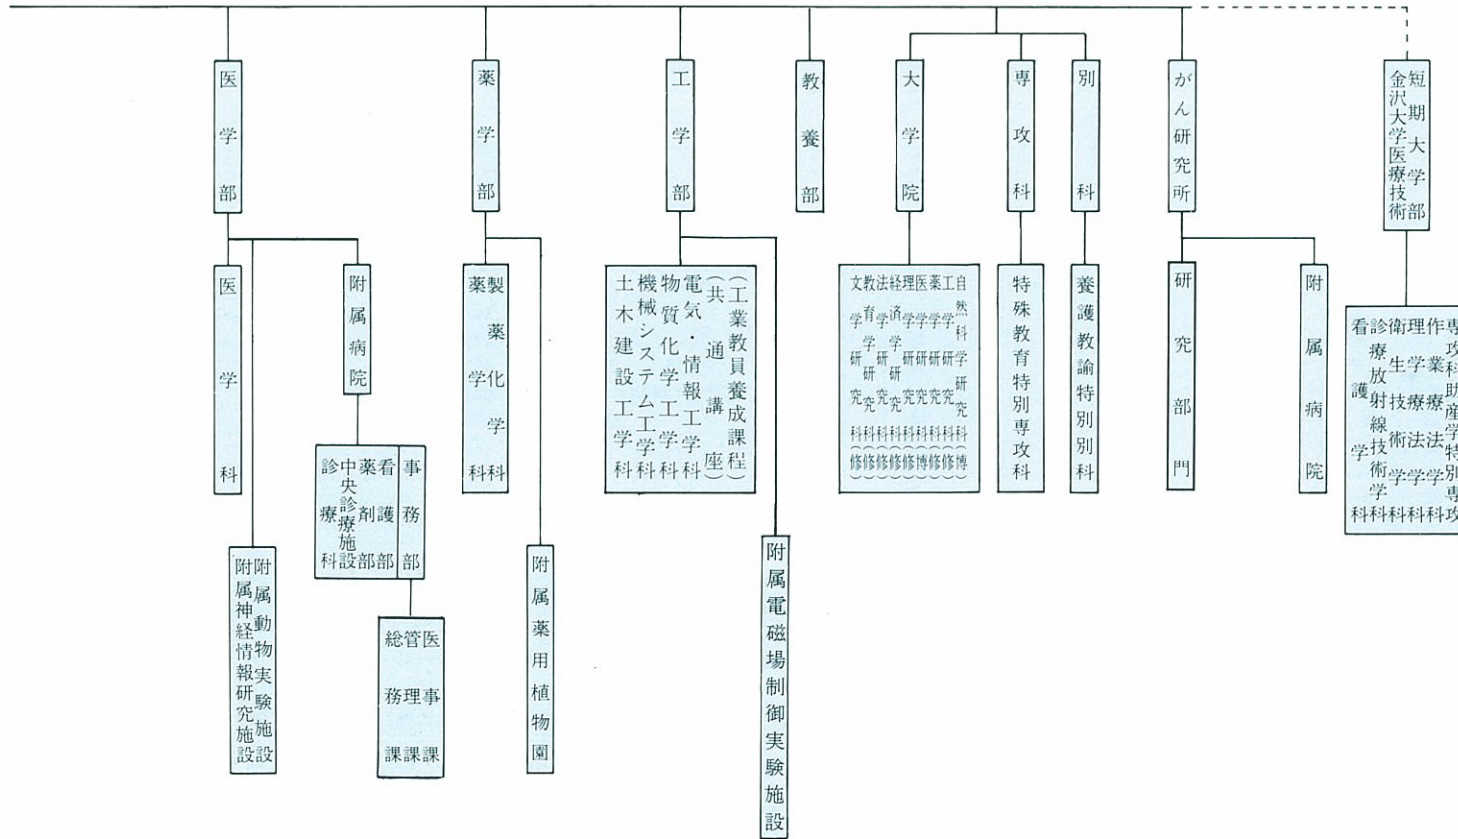 医学部
薬学部
工学部
教養部
大学院
専攻科
別科
がん研究所
金沢大学医療技術
短期大学部
医学科
附属病院
診療科
中央診療施設
薬剤部
看護部
事務部
総務課
管理課
医事課
附属神経情報研究施設
附属動物実験施設
薬学科
製薬化学科
附属薬用植物園
土木建設工学科
機械システム工学科
物質化学工学科
電気・情報工学科
(共通講座)
(工業教員養成課程)
附属電磁場制御実験施設
文学研究科(修)
教育学研究科(修)
法学研究科(修)
経済学研究科(修)
理学研究科(修)
医学研究科(博)
薬学研究科(修)
工学研究科(修)
自然科学研究科(博)
特殊教育特別専攻科
養護教諭特別別科
研究部門
附属病院
看護学科
診療放射線技術学科
衛生技術学科
理学療法学科
作業療法学科
専攻科助産学特別専攻